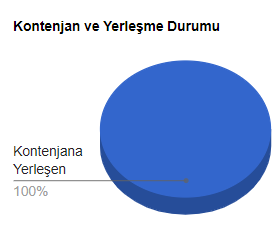 Kontenjan ve Yerleşme Durumu
Kontenjana
Yerleşen
100%